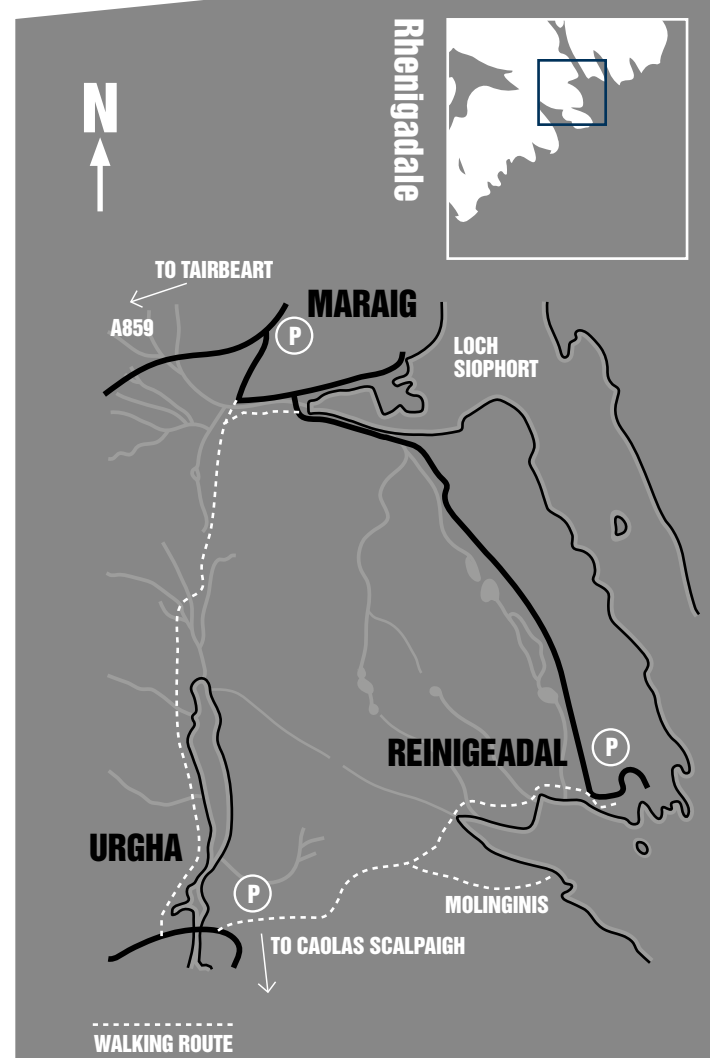 Rhenigadale
N
TO TAIRBEART
A859
MARAIG
P
LOCH
SIOPHORT
REINIGEADAL
P
URGHA
P
MOLINGINIS
TO CAOLAS SCALPAIGH
WALKING ROUTE